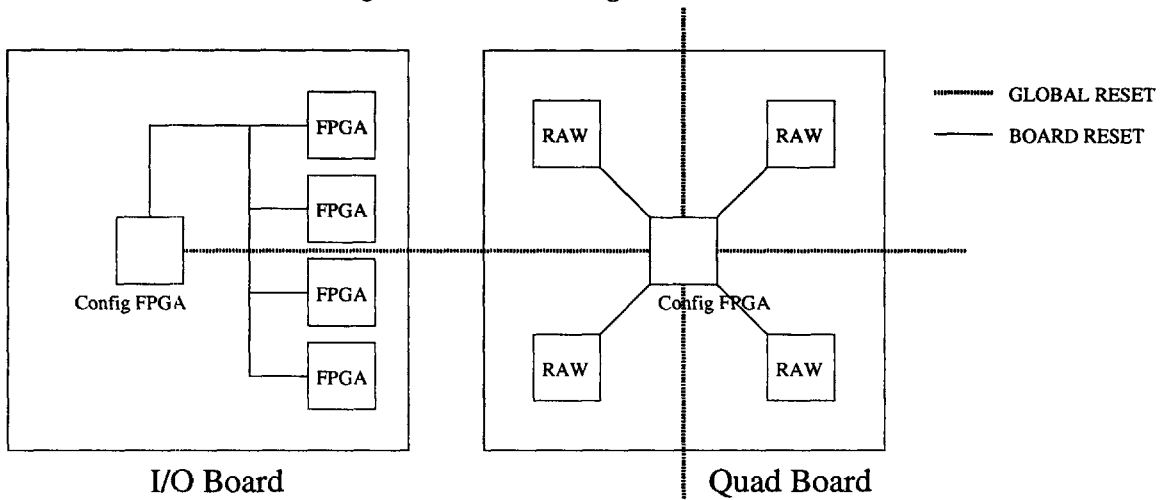 FPGA
FPGA
FPGA
FPGA
Config FPGA
I/O Board
RAW
RAW
Config FPGA
RAW
RAW
Quad Board
GLOBAL RESET
BOARD RESET